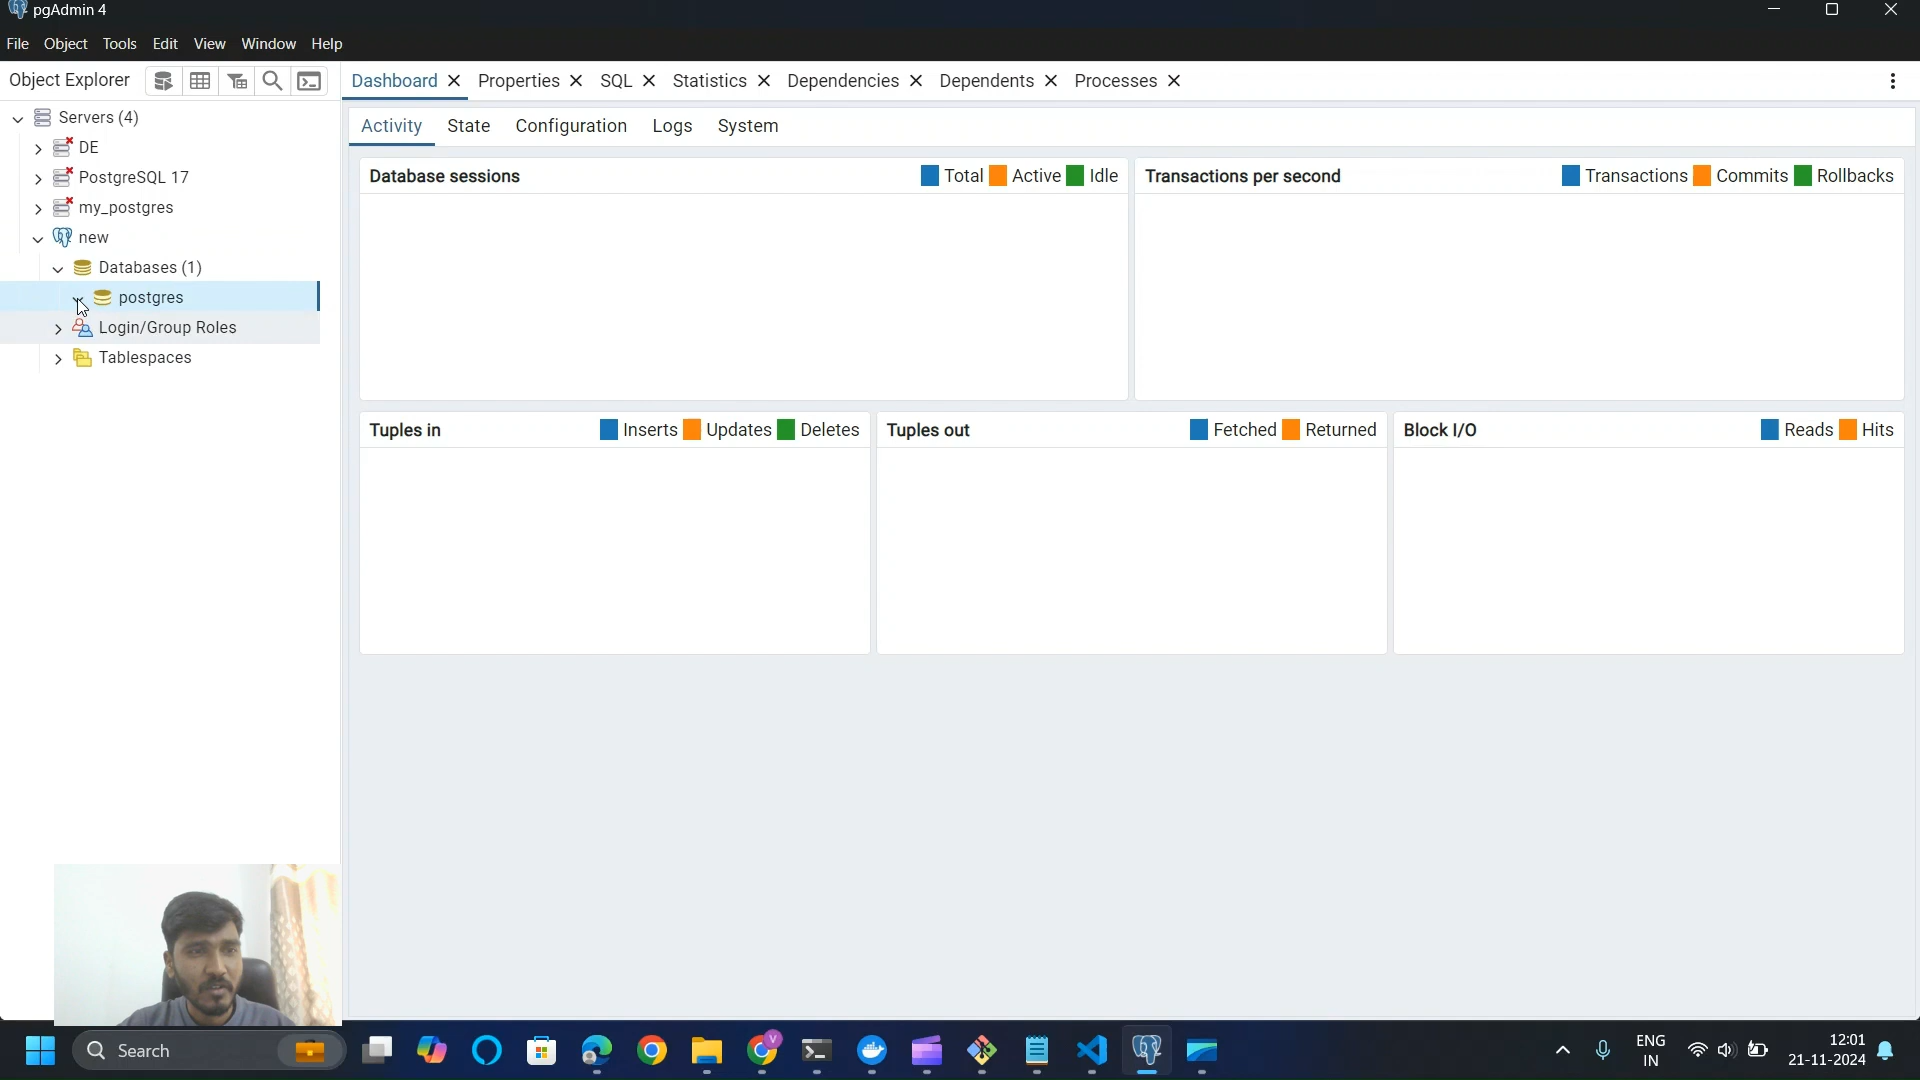 pgAdmin 4
File Object Tools Edit View Window Help
Object Explorer
Dashboard Properties SQL Statistics Dependencies Dependents Processes
Servers (4)
DE
PostgreSQL 17
my_postgres
new
Databases (1)
postgres
Login/Group Roles
Tablespaces
Activity State Configuration Logs System
Database sessions Total Active Idle
Transactions per second Transactions Commits Rollbacks
Tuples in Inserts Updates Deletes
Tuples out Fetched Returned
Block I/O Reads Hits
Search
V
ENG
IN
12:01
21-11-2024